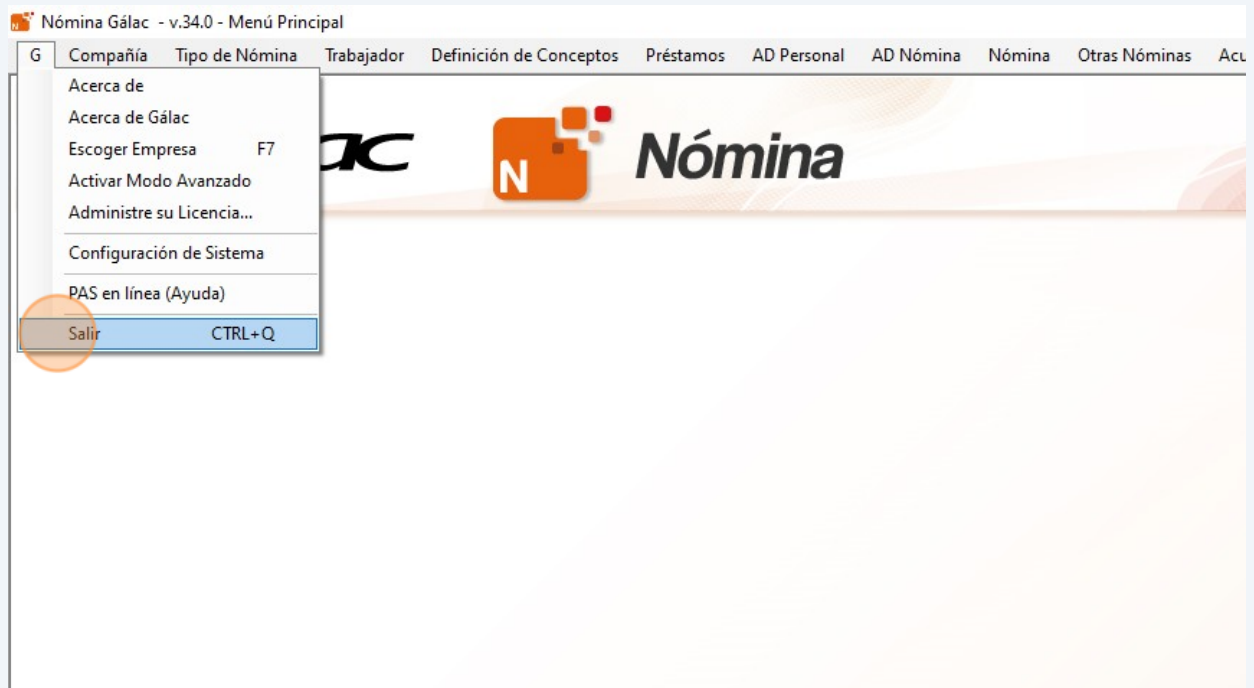 Nómina Gálac - v.34.0 - Menú Principal
G Compañía Tipo de Nómina Trabajador Definición de Conceptos Préstamos AD Personal AD Nómina Nómina Otras Nóminas
Acerca de
Acerca de Gálac
Escoger Empresa F7
Activar Modo Avanzado
Administre su Licencia...
Configuración de Sistema
PAS en línea (Ayuda)
Salir CTRL+Q
N Nómina